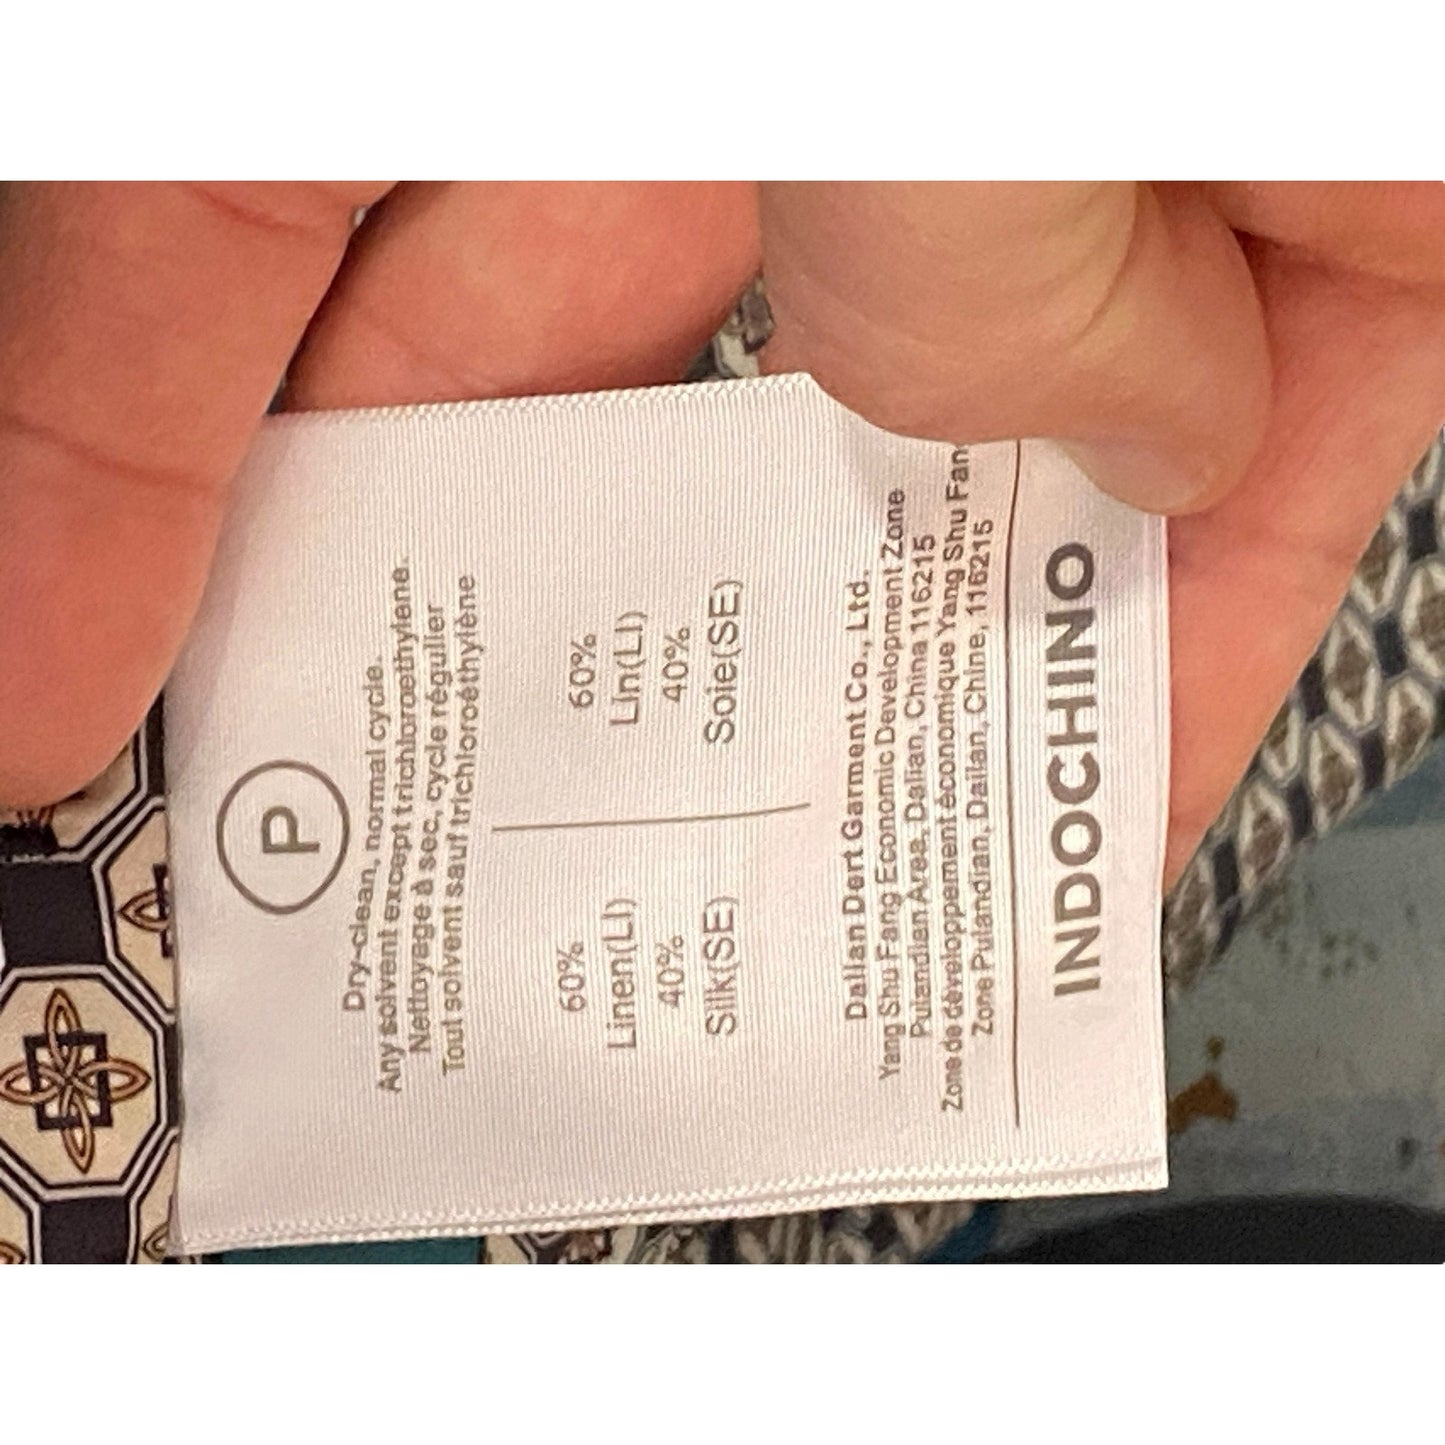 P
Dry-clean, normal cycle.
Any solvent except trichloroethylene.
Nettoyage à sec, cycle régulier
Tout solvent sauf trichloroéthylène
60%
Linen(LI)
40%
Silk(SE)
60%
Lin(LI)
40%
Soie(SE)
Dalian Dert Garment Co., Ltd.
Yang Shu Fang Economic Development Zone
Pulandian Area, Dalian, China 116215
Zone de développement économique Yang Shu Fan
Zone Pulandian, Dailan, Chine, 116215
INDOCHINO